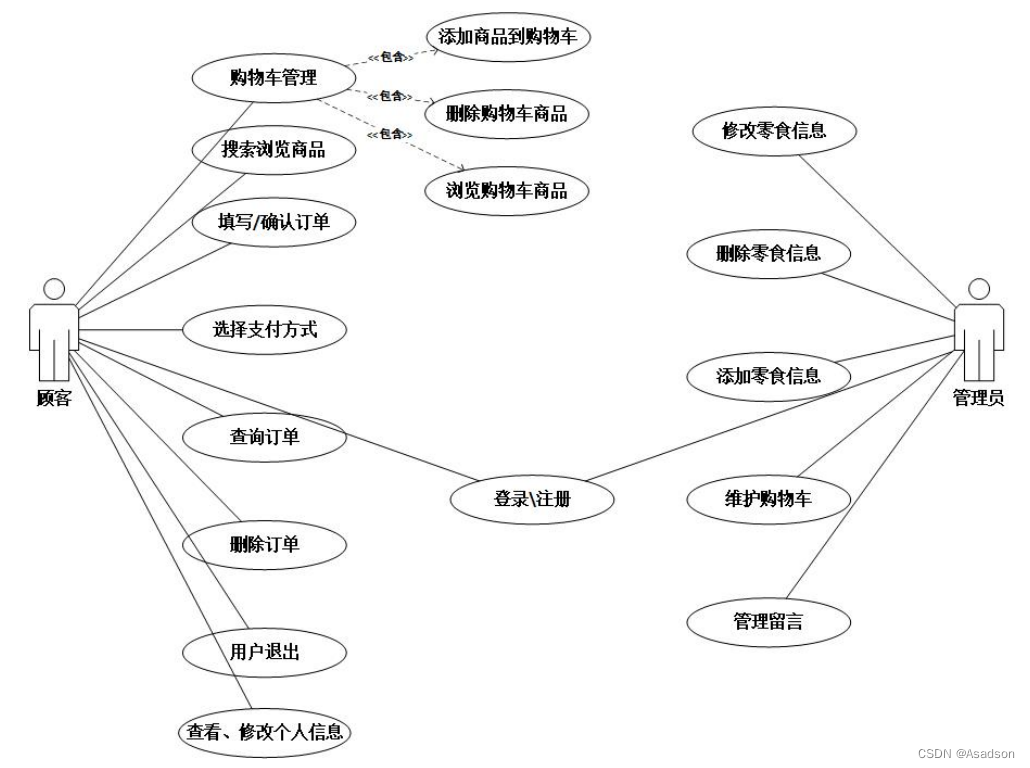 添加商品到购物车
购物车管理
<<包含>>
<<包含>>
删除购物车商品
<<包含>>
搜索浏览商品
浏览购物车商品
修改零食信息
填写/确认订单
删除零食信息
选择支付方式
顾客
添加零食信息
管理员
查询订单
登录\注册
维护购物车
删除订单
管理留言
用户退出
查看、修改个人信息
CSDN @Asadson